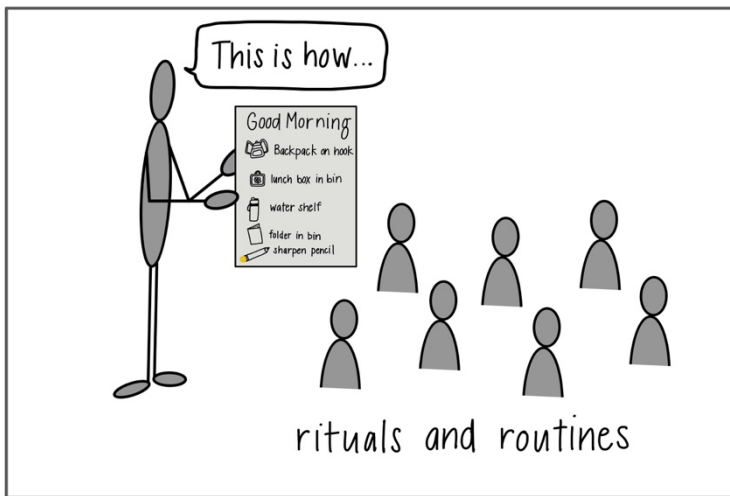 This is how...
Good Morning
Backpack on hook
lunch box in bin
water shelf
folder in bin
sharpen pencil
rituals and routines